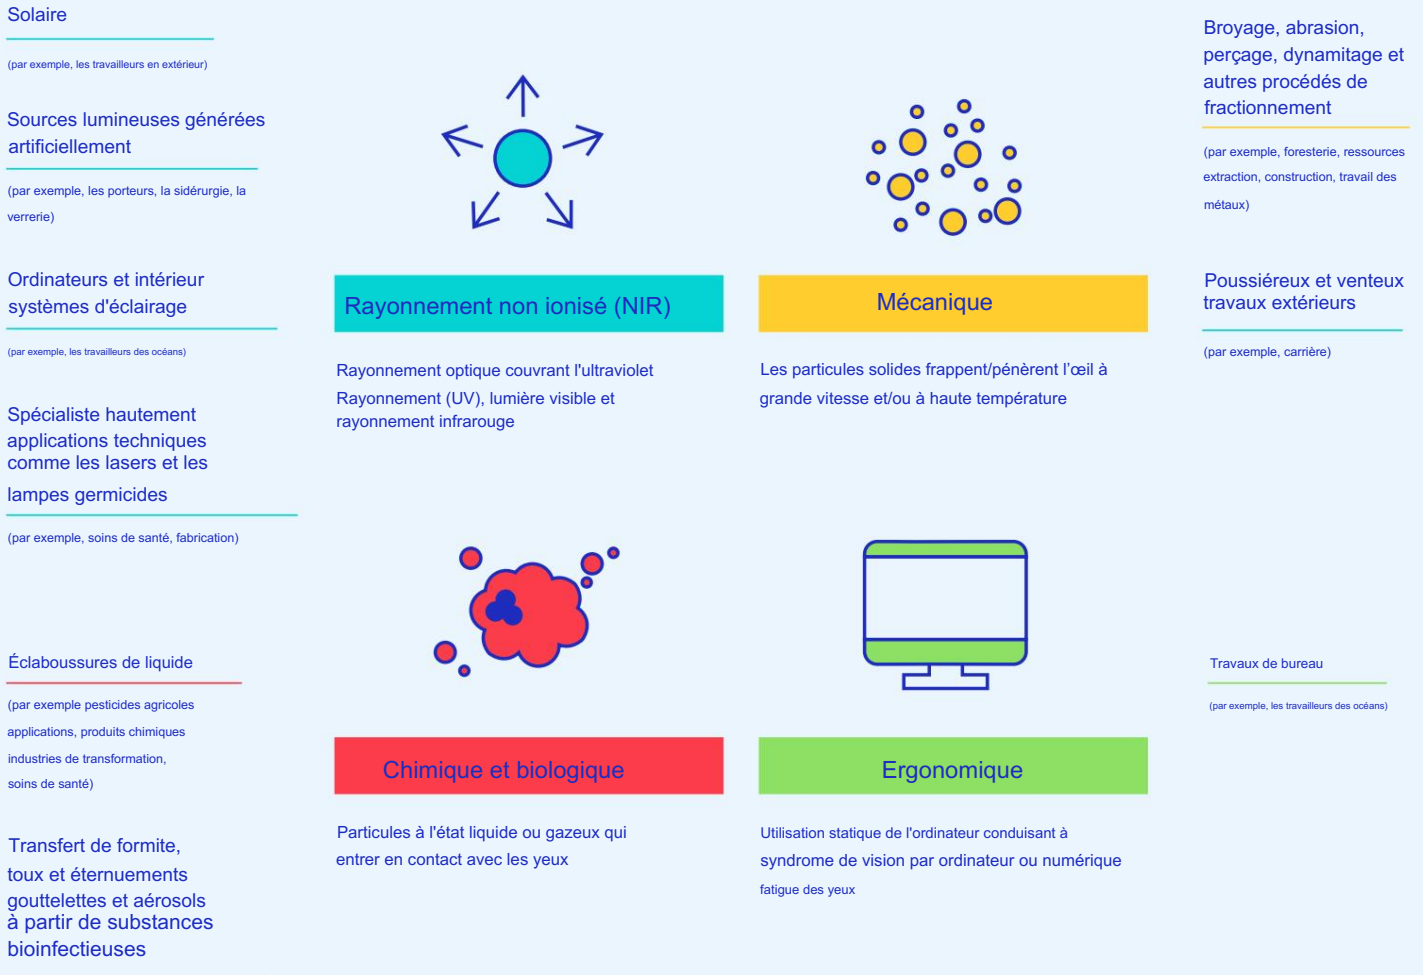 Solaire
(par exemple, les travailleurs en extérieur)
Sources lumineuses générées
artificiellement
(par exemple, les porteurs, la sidérurgie, la
verrerie)
Ordinateurs et intérieur
systèmes d'éclairage
(par exemple, les travailleurs des océans)
Spécialiste hautement
applications techniques
comme les lasers et les
lampes germicides
(par exemple, soins de santé, fabrication)
Rayonnement non ionisé (NIR)
Rayonnement optique couvrant l'ultraviolet
Rayonnement (UV), lumière visible et
rayonnement infrarouge
Mécanique
Les particules solides frappent/pénèrent l’œil à
grande vitesse et/ou à haute température
Broyage, abrasion,
perçage, dynamitage et
autres procédés de
fractionnement
(par exemple, foresterie, ressources
extraction, construction, travail des
métaux)
Poussiéreux et venteux
travaux extérieurs
(par exemple, carrière)
Éclaboussures de liquide
(par exemple pesticides agricoles
applications, produits chimiques
industries de transformation,
soins de santé)
Transfert de formite,
toux et éternuements
gouttelettes et aérosols
à partir de substances
bioinfectieuses
Chimique et biologique
Particules à l'état liquide ou gazeux qui
entrer en contact avec les yeux
Ergonomique
Utilisation statique de l'ordinateur conduisant à
syndrome de vision par ordinateur ou numérique
fatigue des yeux
Travaux de bureau
(par exemple, les travailleurs des océans)